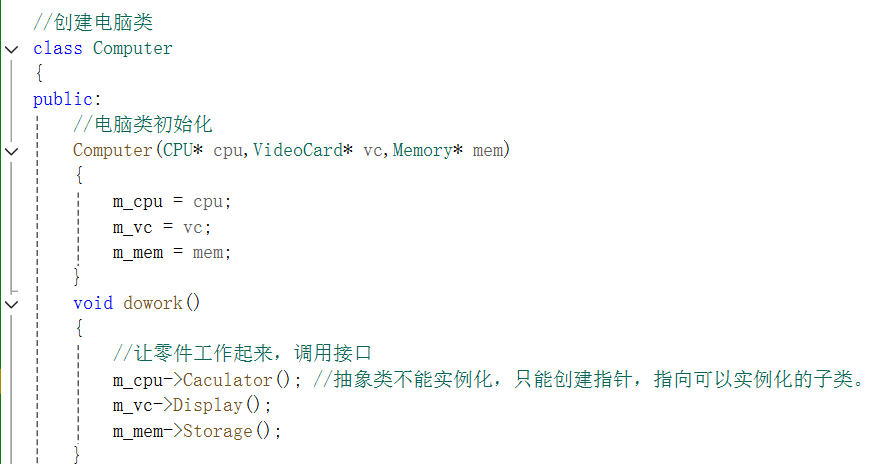 //创建电脑类
class Computer
{
public:
//电脑类初始化
Computer(CPU* cpu,VideoCard* vc,Memory* mem)
{
m_cpu = cpu;
m_vc = vc;
m_mem = mem;
}
void dowork()
{
//让零件工作起来，调用接口
m_cpu->Caculator(); //抽象类不能实例化，只能创建指针，指向可以实例化的子类。
m_vc->Display();
m_mem->Storage();
}